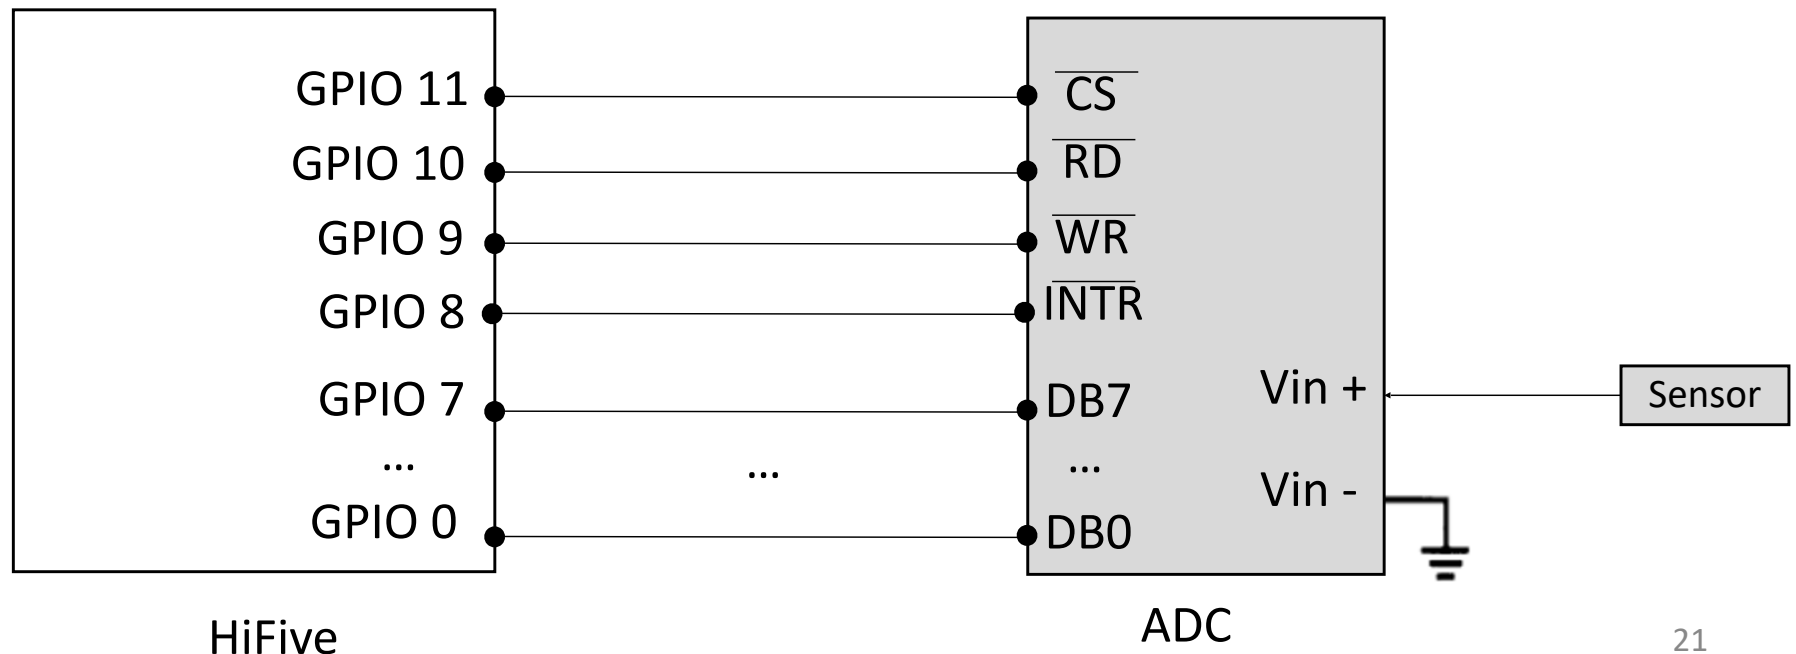 GPIO 11 CS
GPIO 10 RD
GPIO 9 WR
GPIO 8 INTR
GPIO 7 DB7
Vin +
Sensor
... ... ...
Vin -
GPIO 0 DB0
HiFive
ADC
21